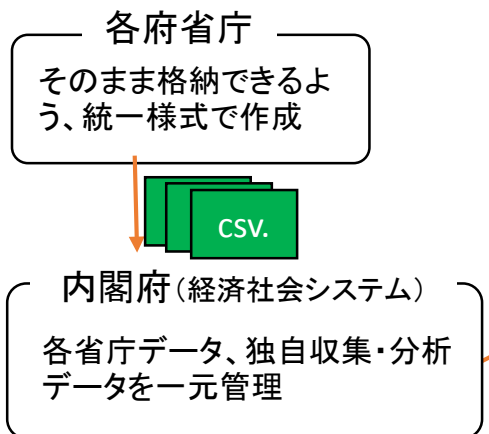 各府省庁
そのまま格納できるよ
う、統一様式で作成
CSV.
内閣府(経済社会システム)
各省庁データ、独自収集・分析
データを一元管理